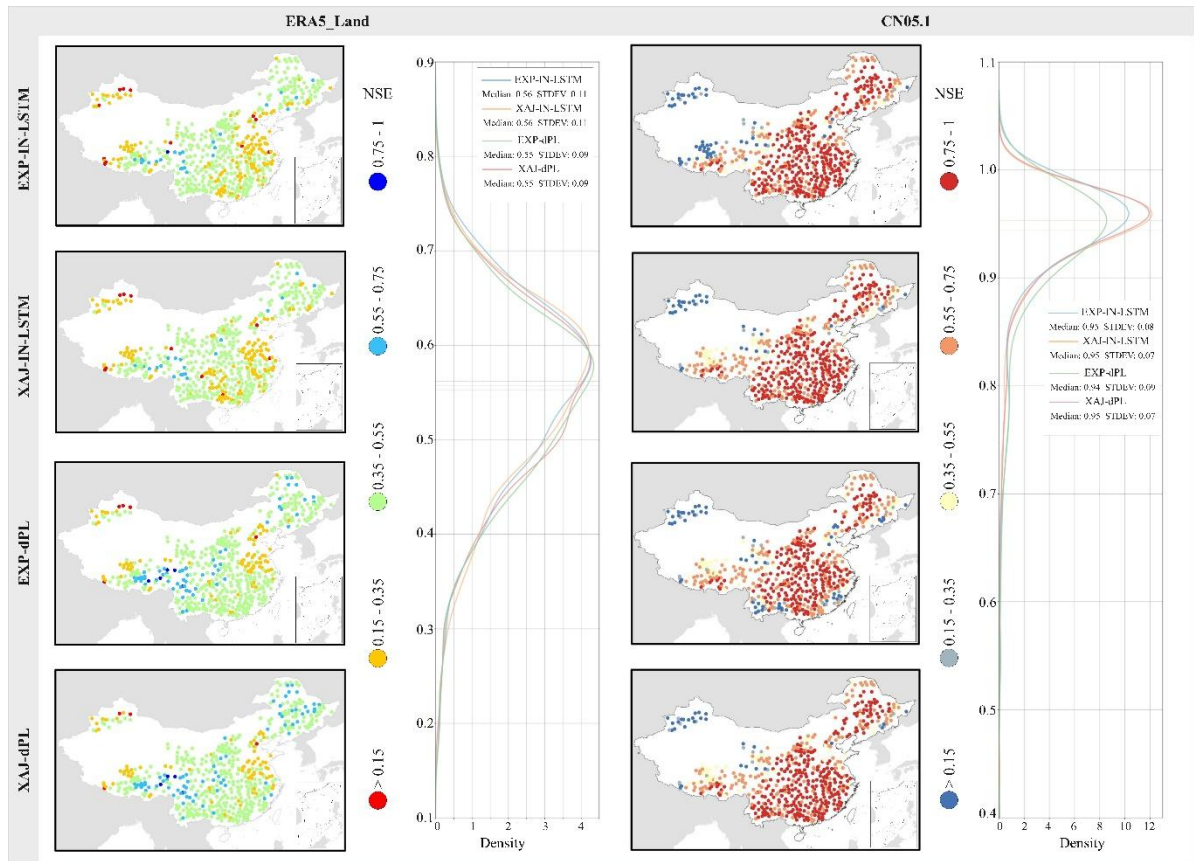 ERA5_Land
CN05.1
EXP-IN-LSTM
XAJ-IN-LSTM
EXP-dPL
XAJ-dPL
NSE
0.75 - 1
0.55 - 0.75
0.35 - 0.55
0.15 - 0.35
> 0.15
0.9
0.8
0.7
0.6
0.5
0.4
0.3
0.2
0.1
EXP-IN-LSTM
Median: 0.56 STDEV: 0.11
XAJ-IN-LSTM
Median: 0.56 STDEV: 0.11
EXP-dPL
Median: 0.55 STDEV: 0.09
XAJ-dPL
Median: 0.55 STDEV: 0.09
0 1 2 3 4
Density
NSE
0.75 - 1
0.55 - 0.75
0.35 - 0.55
0.15 - 0.35
> 0.15
1.1
1.0
0.9
0.8
0.7
0.6
0.5
0.4
EXP-IN-LSTM
Median: 0.95 STDEV: 0.08
XAJ-IN-LSTM
Median: 0.95 STDEV: 0.07
EXP-dPL
Median: 0.94 STDEV: 0.09
XAJ-dPL
Median: 0.95 STDEV: 0.07
0 2 4 6 8 10 12
Density